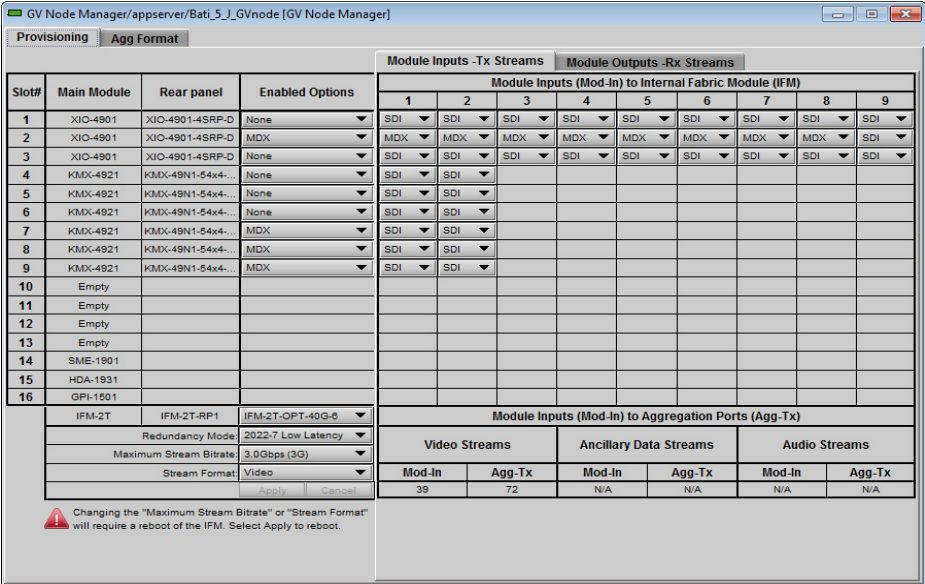 GV Node Manager/appserver/Bati_5_J_GVnode [GV Node Manager]
Provisioning Agg Format
Module Inputs -Tx Streams Module Outputs -Rx Streams
Slot# Main Module Rear panel Enabled Options Module Inputs (Mod-In) to Internal Fabric Module (IFM)
1 2 3 4 5 6 7 8 9
1 XIO-4901 XIO-4901-4SRP-D None SDI SDI SDI SDI SDI SDI SDI SDI SDI
2 XIO-4901 XIO-4901-4SRP-D MDX MDX MDX MDX MDX MDX MDX MDX MDX SDI
3 XIO-4901 XIO-4901-4SRP-D None SDI SDI SDI SDI SDI SDI SDI SDI SDI
4 KMX-4921 KMX-49N1-54x4-... None SDI SDI
5 KMX-4921 KMX-49N1-54x4-... None SDI SDI
6 KMX-4921 KMX-49N1-54x4-... None SDI SDI
7 KMX-4921 KMX-49N1-54x4-... MDX SDI SDI
8 KMX-4921 KMX-49N1-54x4-... MDX SDI SDI
9 KMX-4921 KMX-49N1-54x4-... MDX SDI SDI
10 Empty
11 Empty
12 Empty
13 Empty
14 SME-1901
15 HDA-1931
16 GPI-1501
IFM-2T IFM-2T-RP1 IFM-2T-OPT-40G-6 Module Inputs (Mod-In) to Aggregation Ports (Agg-Tx)
Redundancy Mode: 2022-7 Low Latency
Video Streams Ancillary Data Streams Audio Streams
Maximum Stream Bitrate: 3.0Gbps (3G)
Stream Format: Video Mod-In Agg-Tx Mod-In Agg-Tx Mod-In Agg-Tx
Apply Cancel 39 72 N/A N/A N/A N/A
Changing the "Maximum Stream Bitrate" or "Stream Format"
will require a reboot of the IFM. Select Apply to reboot.